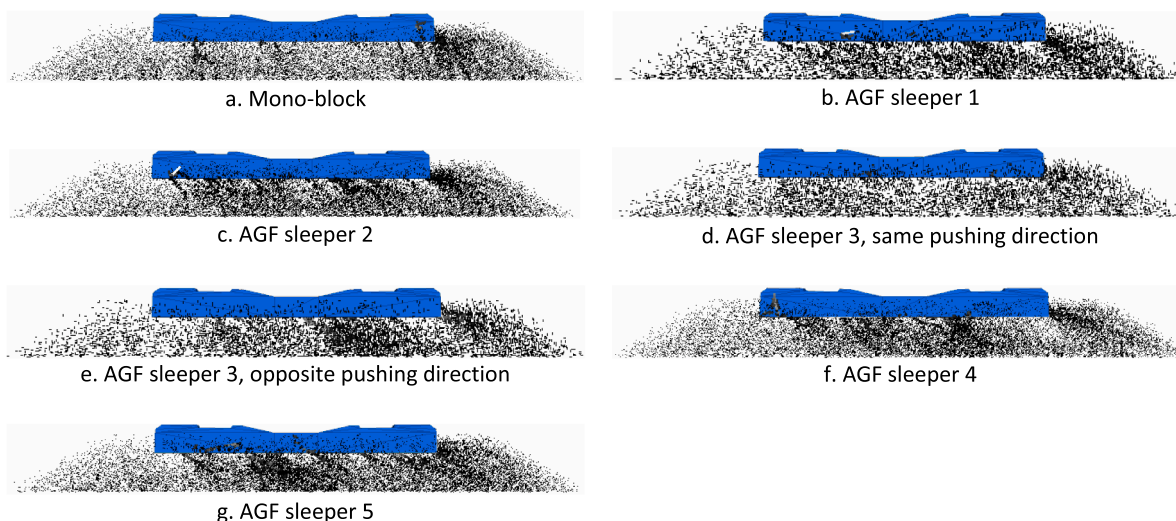 a. Mono-block
b. AGF sleeper 1
c. AGF sleeper 2
d. AGF sleeper 3, same pushing direction
e. AGF sleeper 3, opposite pushing direction
f. AGF sleeper 4
g. AGF sleeper 5